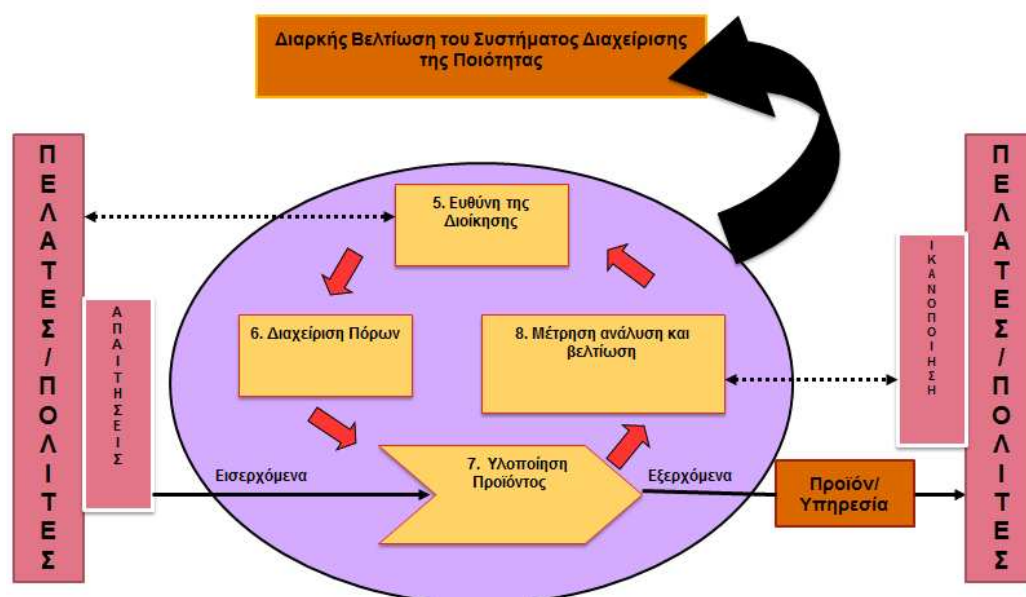 Διαρκής Βελτίωση του Συστήματος Διαχείρισης
της Ποιότητας
ΠΕΛΑΤΕΣ/ΠΟΛΙΤΕΣ
ΑΠΑΙΤΗΣΕΙΣ
5. Ευθύνη της
Διοίκησης
6. Διαχείριση Πόρων
8. Μέτρηση ανάλυση και
βελτίωση
7. Υλοποίηση
Προϊόντος
Εισερχόμενα
Εξερχόμενα
Προϊόν/
Υπηρεσία
ΙΚΑΝΟΠΟΙΗΣΗ
ΠΕΛΑΤΕΣ/ΠΟΛΙΤΕΣ